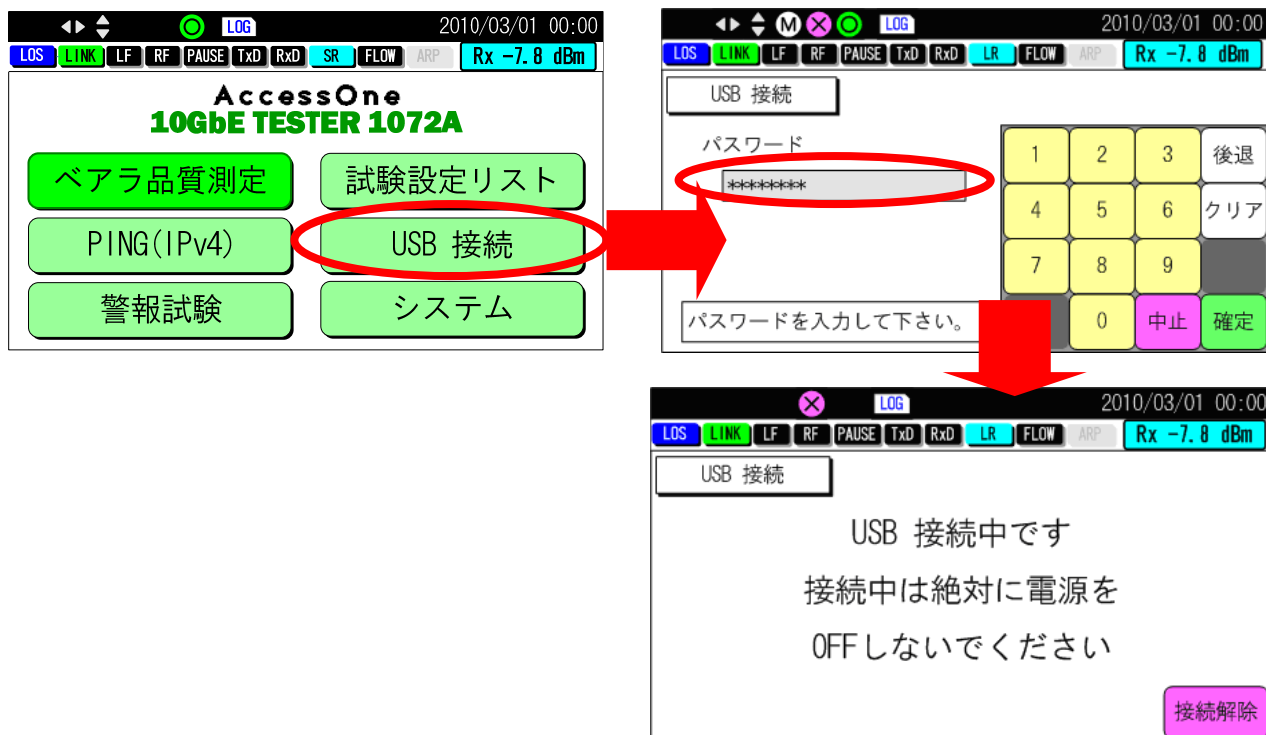 LOG 2010/03/01 00:00
LOS LINK LF RF PAUSE TxD RxD SR FLOW ARP Rx -7.8 dBm
AccessOne
10GbE TESTER 1072A
ベアラ品質測定 試験設定リスト
PING(IPv4) USB 接続
警報試験 システム
M LOG 2010/03/01 00:00
LOS LINK LF RF PAUSE TxD RxD LR FLOW ARP Rx -7.8 dBm
USB 接続
パスワード
********
1 2 3 後退
4 5 6 クリア
7 8 9
0 中止 確定
パスワードを入力して下さい。
LOG 2010/03/01 00:00
LOS LINK LF RF PAUSE TxD RxD LR FLOW ARP Rx -7.8 dBm
USB 接続
USB 接続中です
接続中は絶対に電源を
OFFしないでください
接続解除